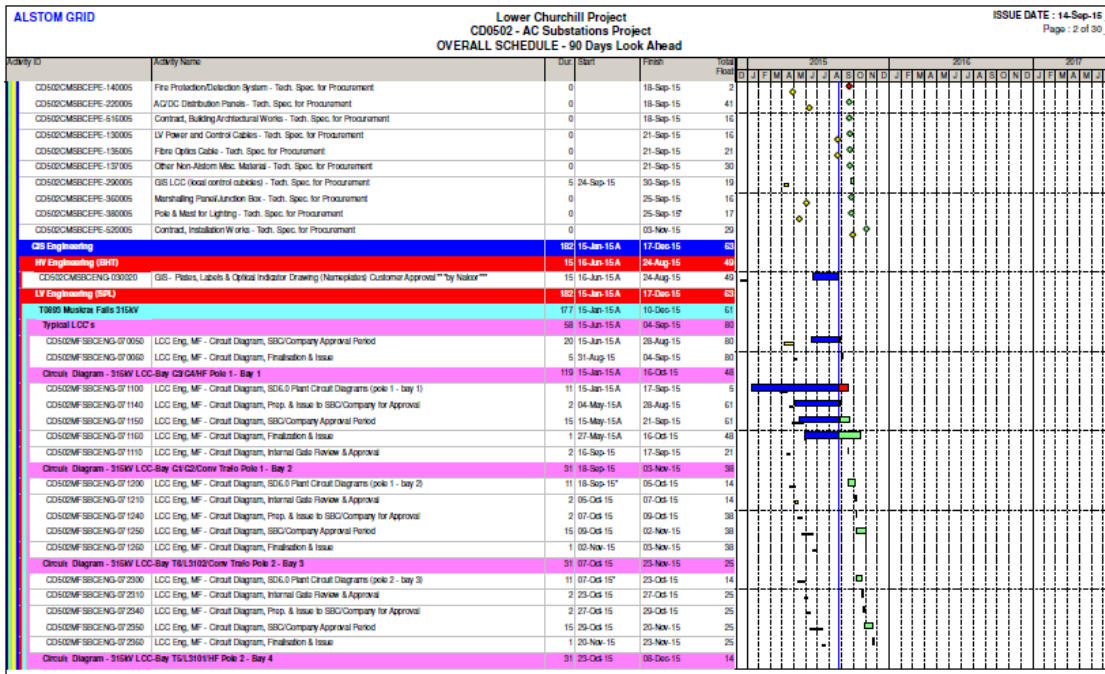 ALSTOM GRID
Lower Churchill Project
CD0502 - AC Substations Project
OVERALL SCHEDULE - 90 Days Look Ahead
ISSUE DATE : 14-Sep-15
Page : 2 of 30
Activity ID Activity Name Dur. Start Finish Total Float 2015 2016 2017
D J F M A M J J A S O N D J F M A M J J A S O N D J F M A M J
CD502CMSBCEPE-140005 Fire Protection/Detection System - Tech. Spec. for Procurement 0 18-Sep-15 2
CD502CMSBCEPE-220005 AC/DC Distribution Panels - Tech. Spec. for Procurement 0 18-Sep-15 41
CD502CMSBCEPE-516005 Contract, Building Architectural Works - Tech. Spec. for Procurement 0 18-Sep-15 16
CD502CMSBCEPE-130005 LV Power and Control Cables - Tech. Spec. for Procurement 0 21-Sep-15 16
CD502CMSBCEPE-135005 Fibre Optics Cable - Tech. Spec. for Procurement 0 21-Sep-15 21
CD502CMSBCEPE-137005 Other Non-Alstom Misc. Material - Tech. Spec. for Procurement 0 21-Sep-15 30
CD502CMSBCEPE-290005 GIS LCC (local control cubicles) - Tech. Spec. for Procurement 5 24-Sep-15 30-Sep-15 19
CD502CMSBCEPE-360005 Marshalling Panel/Junction Box - Tech. Spec. for Procurement 0 25-Sep-15 16
CD502CMSBCEPE-380005 Pole & Mast for Lighting - Tech. Spec. for Procurement 0 25-Sep-15* 17
CD502CMSBCEPE-520005 Contract, Installation Works - Tech. Spec. for Procurement 0 03-Nov-15 29
GIS Engineering 182 15-Jan-15 A 17-Dec-15 63
HV Engineering (BHT) 15 16-Jun-15 A 24-Aug-15 49
CD502CMSBCENG-030020 GIS - Plates, Labels & Optical Indicator Drawing (Nameplates) Customer Approval ***by Nalcor*** 15 16-Jun-15 A 24-Aug-15 49
LV Engineering (SPL) 182 15-Jan-15 A 17-Dec-15 63
T0895 Muskrat Falls 315kV 177 15-Jan-15 A 10-Dec-15 61
Typical LCC's 58 15-Jun-15 A 04-Sep-15 80
CD502MFSBCENG-070050 LCC Eng, MF - Circuit Diagram, SBC/Company Approval Period 20 15-Jun-15 A 28-Aug-15 80
CD502MFSBCENG-070060 LCC Eng, MF - Circuit Diagram, Finalisation & Issue 5 31-Aug-15 04-Sep-15 80
Circuit Diagram - 315kV LCC-Bay C3/C4/HF Pole 1 - Bay 1 119 15-Jan-15 A 16-Oct-15 48
CD502MFSBCENG-071100 LCC Eng, MF - Circuit Diagram, SD6.0 Plant Circuit Diagrams (pole 1 - bay 1) 11 15-Jan-15 A 17-Sep-15 5
CD502MFSBCENG-071140 LCC Eng, MF - Circuit Diagram, Prep. & Issue to SBC/Company for Approval 2 04-May-15 A 28-Aug-15 61
CD502MFSBCENG-071150 LCC Eng, MF - Circuit Diagram, SBC/Company Approval Period 15 15-May-15 A 21-Sep-15 61
CD502MFSBCENG-071160 LCC Eng, MF - Circuit Diagram, Finalization & Issue 1 27-May-15 A 16-Oct-15 48
CD502MFSBCENG-071110 LCC Eng, MF - Circuit Diagram, Internal Gate Review & Approval 2 16-Sep-15 17-Sep-15 21
Circuit Diagram - 315kV LCC-Bay C1/C2/Conv Trafo Pole 1 - Bay 2 31 18-Sep-15 03-Nov-15 38
CD502MFSBCENG-071200 LCC Eng, MF - Circuit Diagram, SD6.0 Plant Circuit Diagrams (pole 1 - bay 2) 11 18-Sep-15* 05-Oct-15 14
CD502MFSBCENG-071210 LCC Eng, MF - Circuit Diagram, Internal Gate Review & Approval 2 05-Oct-15 07-Oct-15 14
CD502MFSBCENG-071240 LCC Eng, MF - Circuit Diagram, Prep. & Issue to SBC/Company for Approval 2 07-Oct-15 09-Oct-15 38
CD502MFSBCENG-071250 LCC Eng, MF - Circuit Diagram, SBC/Company Approval Period 15 09-Oct-15 02-Nov-15 38
CD502MFSBCENG-071260 LCC Eng, MF - Circuit Diagram, Finalisation & Issue 1 02-Nov-15 03-Nov-15 38
Circuit Diagram - 315kV LCC-Bay T6/L3102/Conv Trafo Pole 2 - Bay 3 31 07-Oct-15 23-Nov-15 25
CD502MFSBCENG-072300 LCC Eng, MF - Circuit Diagram, SD6.0 Plant Circuit Diagrams (pole 2 - bay 3) 11 07-Oct-15* 23-Oct-15 14
CD502MFSBCENG-072310 LCC Eng, MF - Circuit Diagram, Internal Gate Review & Approval 2 23-Oct-15 27-Oct-15 25
CD502MFSBCENG-072340 LCC Eng, MF - Circuit Diagram, Prep. & Issue to SBC/Company for Approval 2 27-Oct-15 29-Oct-15 25
CD502MFSBCENG-072350 LCC Eng, MF - Circuit Diagram, SBC/Company Approval Period 15 29-Oct-15 20-Nov-15 25
CD502MFSBCENG-072360 LCC Eng, MF - Circuit Diagram, Finalisation & Issue 1 20-Nov-15 23-Nov-15 25
Circuit Diagram - 315kV LCC-Bay T5/L3101/HF Pole 2 - Bay 4 31 23-Oct-15 08-Dec-15 14